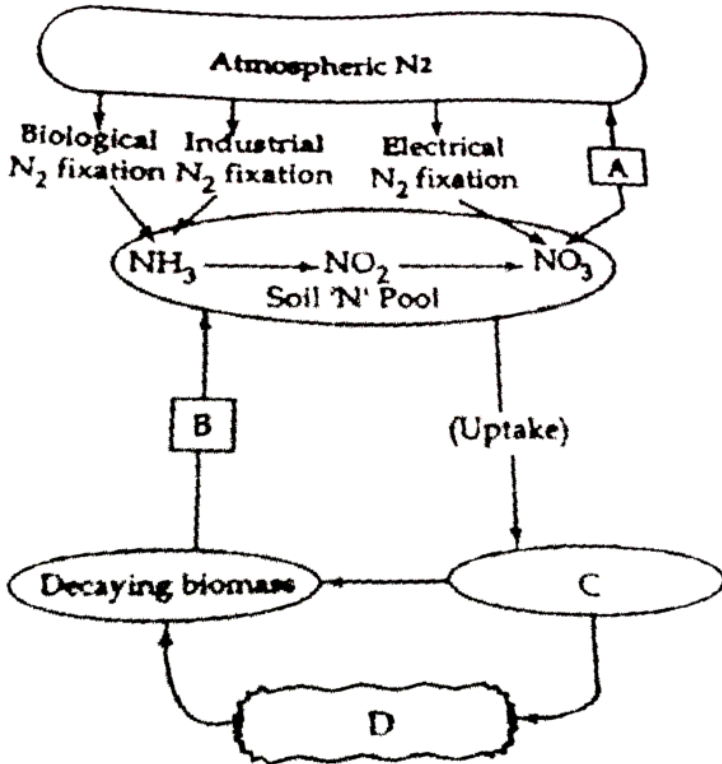 Atmospheric N2
Biological
N₂ fixation
Industrial
N₂ fixation
Electrical
N₂ fixation
A
NH₃
NO₂
NO₃
Soil 'N' Pool
B
(Uptake)
Decaying biomass
C
D